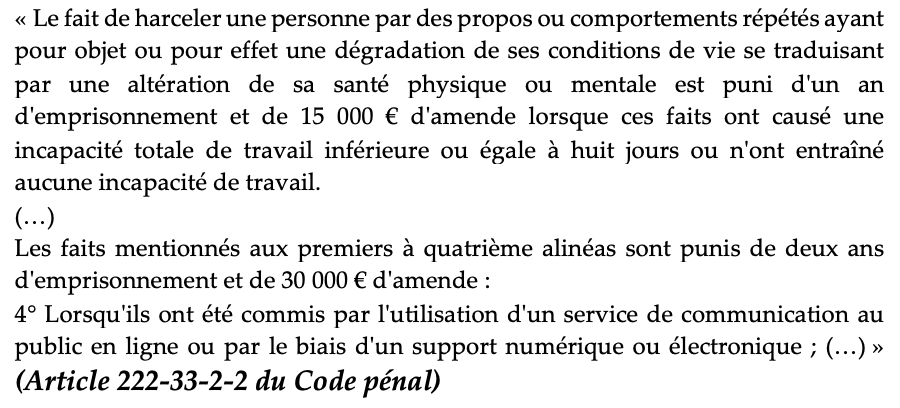 « Le fait de harceler une personne par des propos ou comportements répétés ayant
pour objet ou pour effet une dégradation de ses conditions de vie se traduisant
par une altération de sa santé physique ou mentale est puni d'un an
d'emprisonnement et de 15 000 € d'amende lorsque ces faits ont causé une
incapacité totale de travail inférieure ou égale à huit jours ou n'ont entraîné
aucune incapacité de travail.
(…)
Les faits mentionnés aux premiers à quatrième alinéas sont punis de deux ans
d'emprisonnement et de 30 000 € d'amende :
4° Lorsqu'ils ont été commis par l'utilisation d'un service de communication au
public en ligne ou par le biais d'un support numérique ou électronique ; (…) »
(Article 222-33-2-2 du Code pénal)